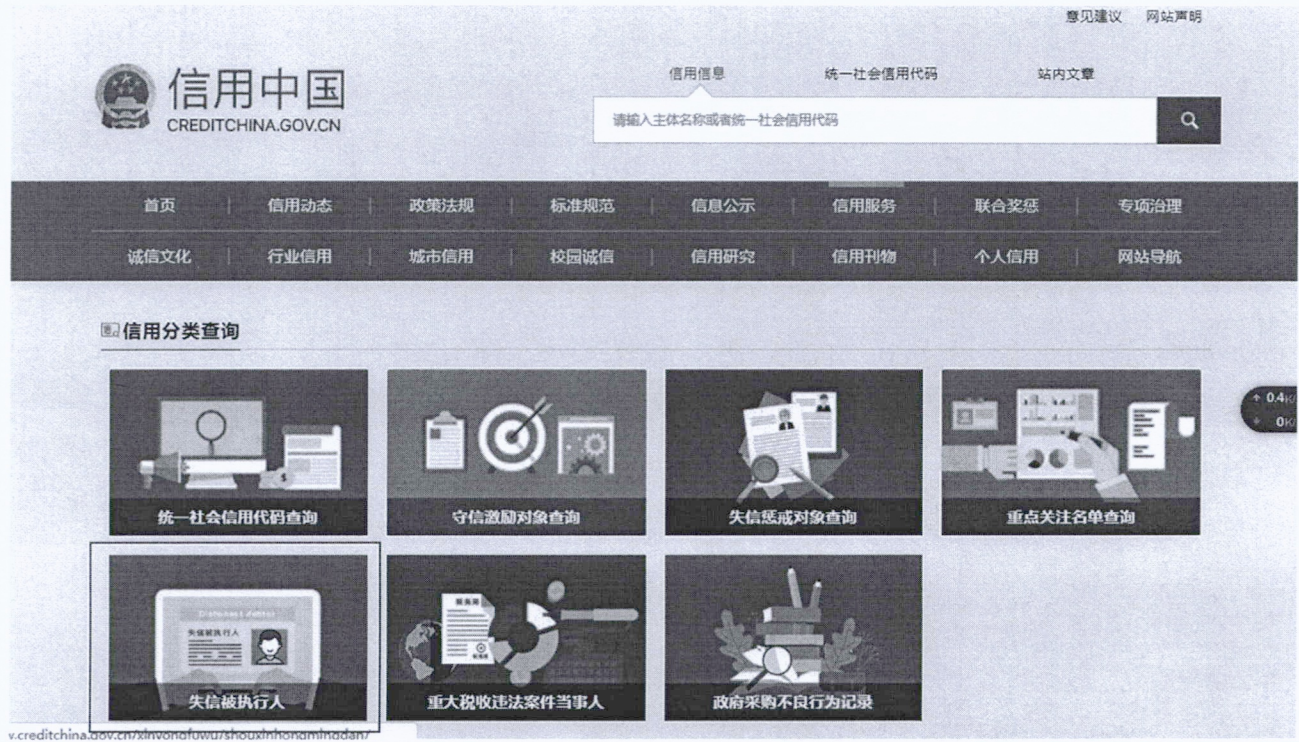 意见建议 网站声明
信用中国
CREDITCHINA.GOV.CN
信用信息 统一社会信用代码 站内文章
请输入主体名称或者统一社会信用代码
首页 信用动态 政策法规 标准规范 信息公示 信用服务 联合奖惩 专项治理
诚信文化 行业信用 城市信用 校园诚信 信用研究 信用刊物 个人信用 网站导航
信用分类查询
统一社会信用代码查询 守信激励对象查询 失信惩戒对象查询 重点关注名单查询
0.4K/
0K/
Dishonest debtor
失信被执行人
失信被执行人 重大税收违法案件当事人 政府采购不良行为记录
v.creditchina.gov.cn/xinyongfuwu/shouxinhongmingdan/